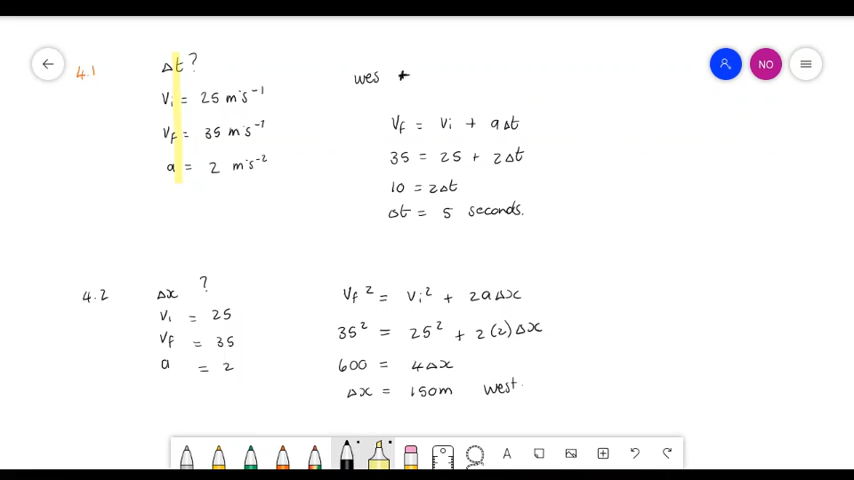 4.1
Δt?
vi = 25 m·s⁻¹
vf = 35 m·s⁻¹
a = 2 m·s⁻²
wes +
Vf = Vi + aΔt
35 = 25 + 2Δt
10 = 2Δt
Δt = 5 seconds.
4.2
Δx ?
vi = 25
vf = 35
a = 2
Vf² = Vi² + 2aΔx
35² = 25² + 2(2)Δx
600 = 4Δx
Δx = 150m west.
NO
A